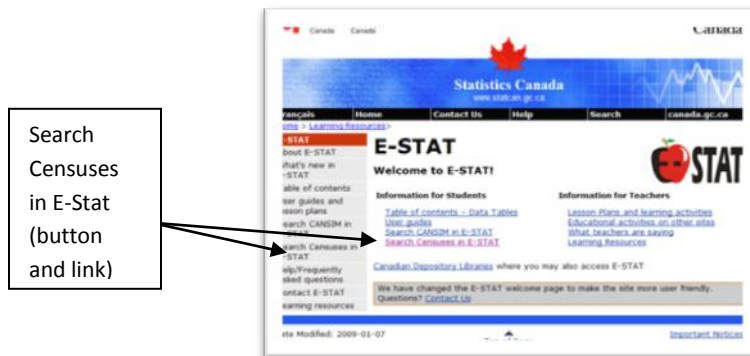 Search
Censuses
in E-Stat
(button
and link)
Canada Canada
Canada
Statistics Canada
www.statcan.gc.ca
rançais Home Contact Us Help Search canada.gc.ca
ome > Learning Resources>
-STAT
bout E-STAT
hat's new in
-STAT
able of contents
ser guides and
esson plans
earch CANSIM in
-STAT
earch Censuses in
-STAT
elp/Frequently
sked questions
ontact E-STAT
earning resources
E-STAT
Welcome to E-STAT!
E STAT
Information for Students
Table of contents - Data Tables
User guides
Search CANSIM in E-STAT
Search Censuses in E-STAT
Information for Teachers
Lesson Plans and learning activities
Educational activities on other sites
What teachers are saying
Learning Resources
Canadian Depository Libraries where you may also access E-STAT
We have changed the E-STAT welcome page to make the site more user friendly.
Questions? Contact Us
ate Modified: 2009-01-07
Important Notices